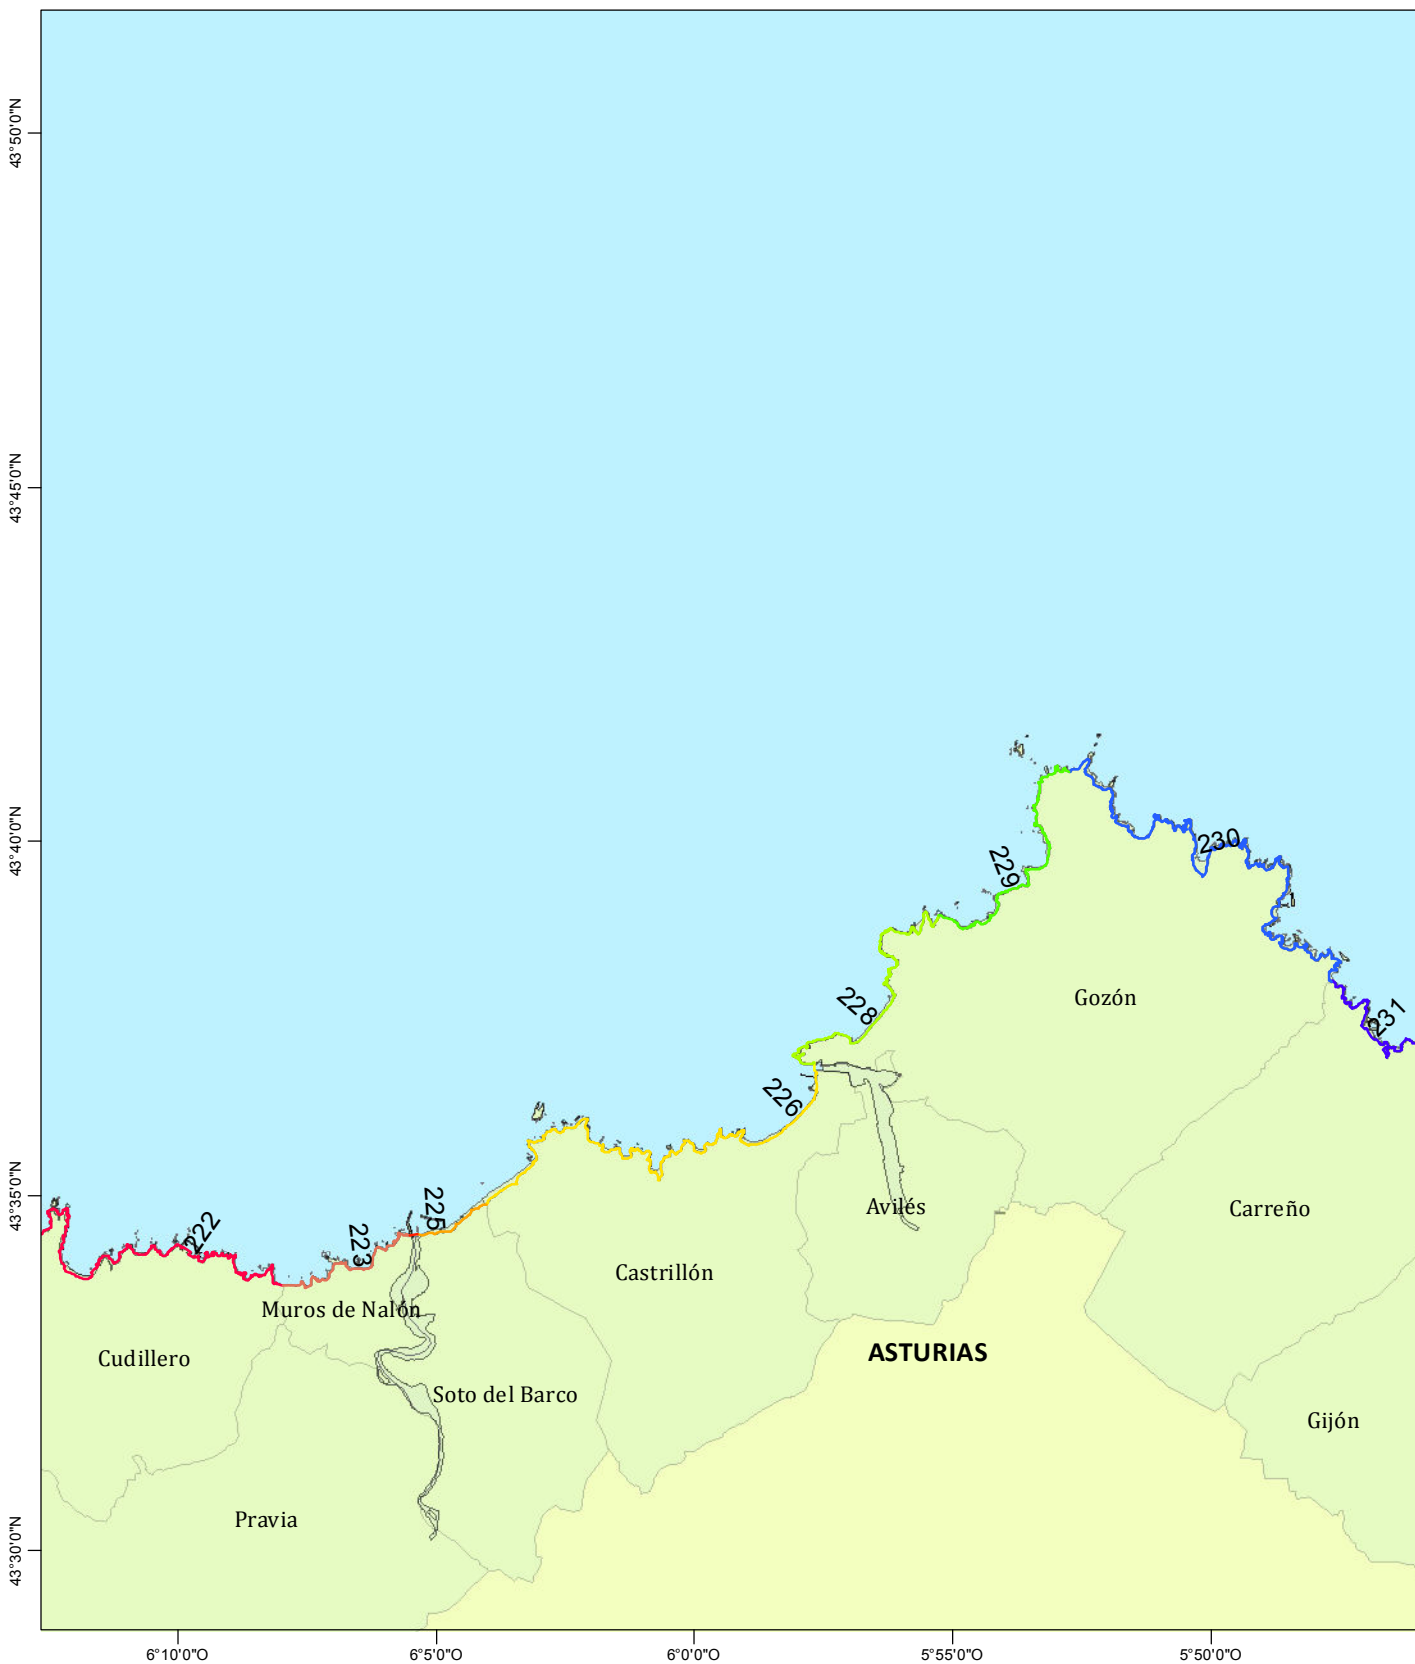 43°50'0"N
43°45'0"N
43°40'0"N
43°35'0"N
43°30'0"N
230
229
231
228
226
225
223
222
Gozón
Avilés
Carreño
Castrillón
Muros de Nalón
Cudillero
ASTURIAS
Soto del Barco
Gijón
Pravia
6°10'0"O
6°5'0"O
6°0'0"O
5°55'0"O
5°50'0"O